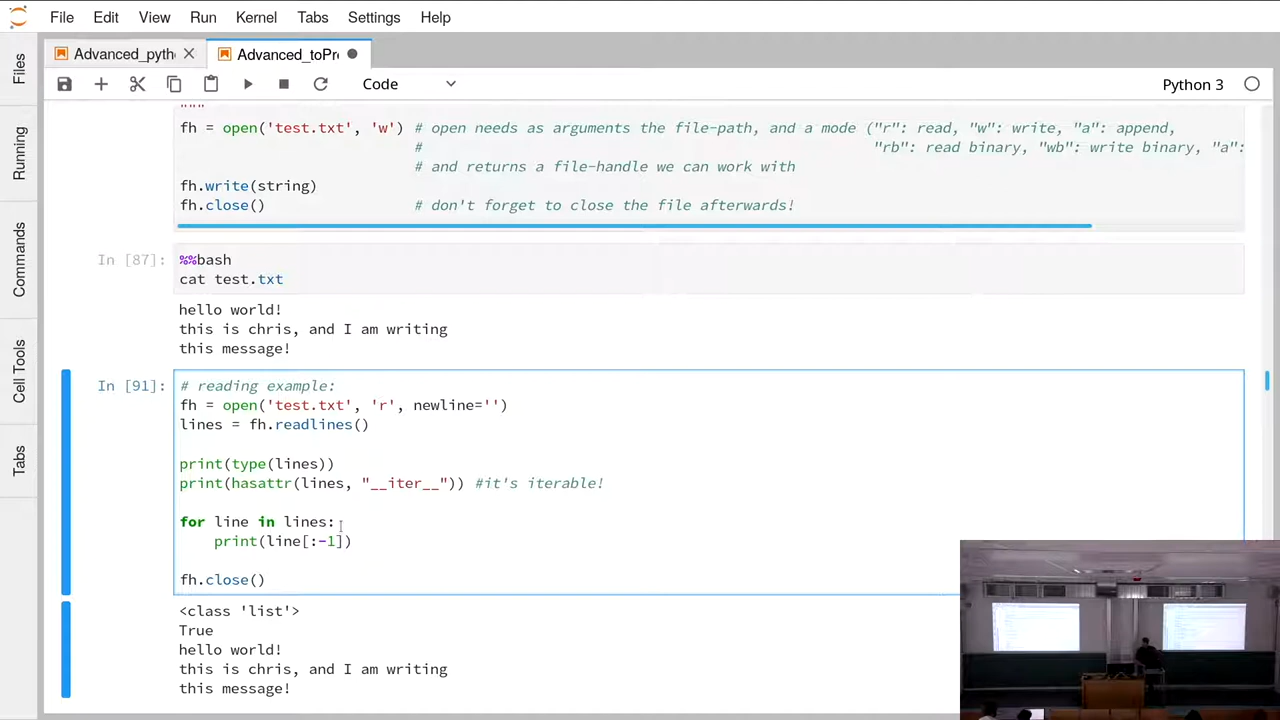 File Edit View Run Kernel Tabs Settings Help
Files
Running
Commands
Cell Tools
Tabs
Advanced_pyth
Advanced_toPr
Code
Python 3
"""
fh = open('test.txt', 'w') # open needs as arguments the file-path, and a mode ("r": read, "w": write, "a": append,
# "rb": read binary, "wb": write binary, "a":
# and returns a file-handle we can work with
fh.write(string)
fh.close() # don't forget to close the file afterwards!
In [87]:
%%bash
cat test.txt
hello world!
this is chris, and I am writing
this message!
In [91]:
# reading example:
fh = open('test.txt', 'r', newline='')
lines = fh.readlines()
print(type(lines))
print(hasattr(lines, "__iter__")) #it's iterable!
for line in lines:
    print(line[:-1])
fh.close()
<class 'list'>
True
hello world!
this is chris, and I am writing
this message!